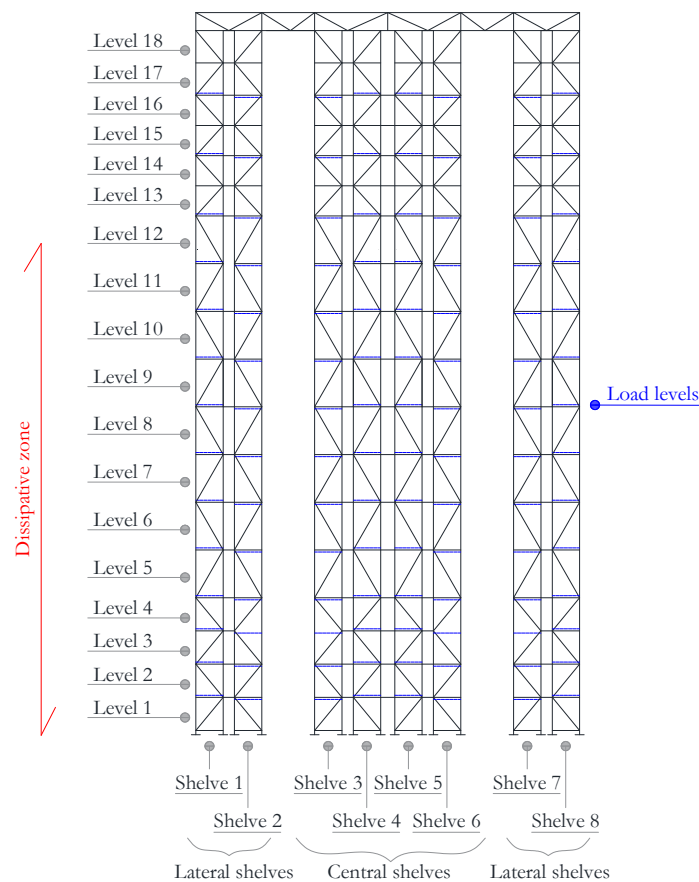 Level 18
Level 17
Level 16
Level 15
Level 14
Level 13
Level 12
Level 11
Level 10
Level 9
Load levels
Level 8
Level 7
Dissipative zone
Level 6
Level 5
Level 4
Level 3
Level 2
Level 1
Shelve 1 Shelve 3 Shelve 5 Shelve 7
Shelve 2 Shelve 4 Shelve 6 Shelve 8
Lateral shelves Central shelves Lateral shelves